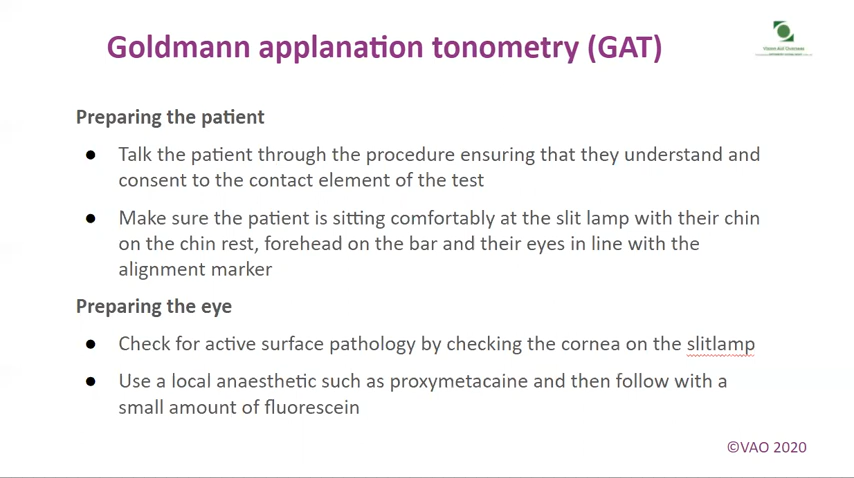 Goldmann applanation tonometry (GAT)
Vision Aid Overseas
Preparing the patient
● Talk the patient through the procedure ensuring that they understand and
consent to the contact element of the test
● Make sure the patient is sitting comfortably at the slit lamp with their chin
on the chin rest, forehead on the bar and their eyes in line with the
alignment marker
Preparing the eye
● Check for active surface pathology by checking the cornea on the slitlamp
● Use a local anaesthetic such as proxymetacaine and then follow with a
small amount of fluorescein
©VAO 2020